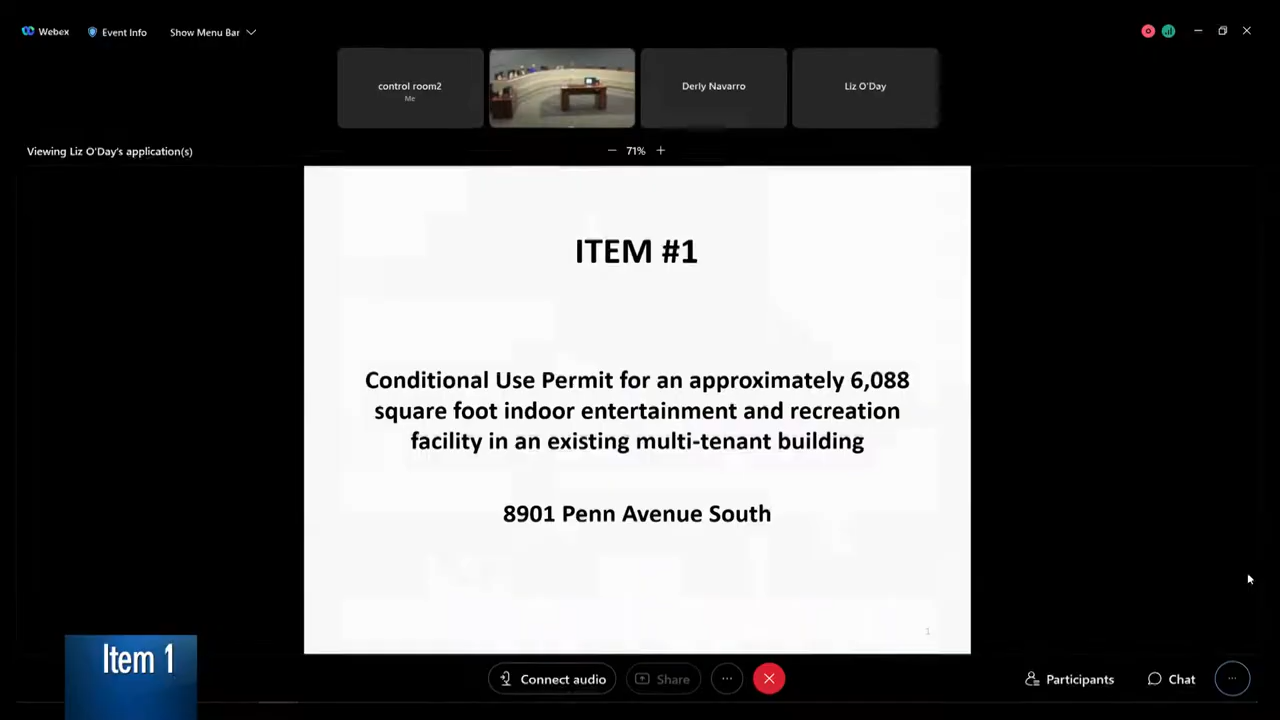 Webex
Event Info
Show Menu Bar
control room2
Me
Derly Navarro
Liz O'Day
Viewing Liz O'Day's application(s)
71%
ITEM #1
Conditional Use Permit for an approximately 6,088
square foot indoor entertainment and recreation
facility in an existing multi-tenant building
8901 Penn Avenue South
1
Item 1
Connect audio
Share
Participants
Chat